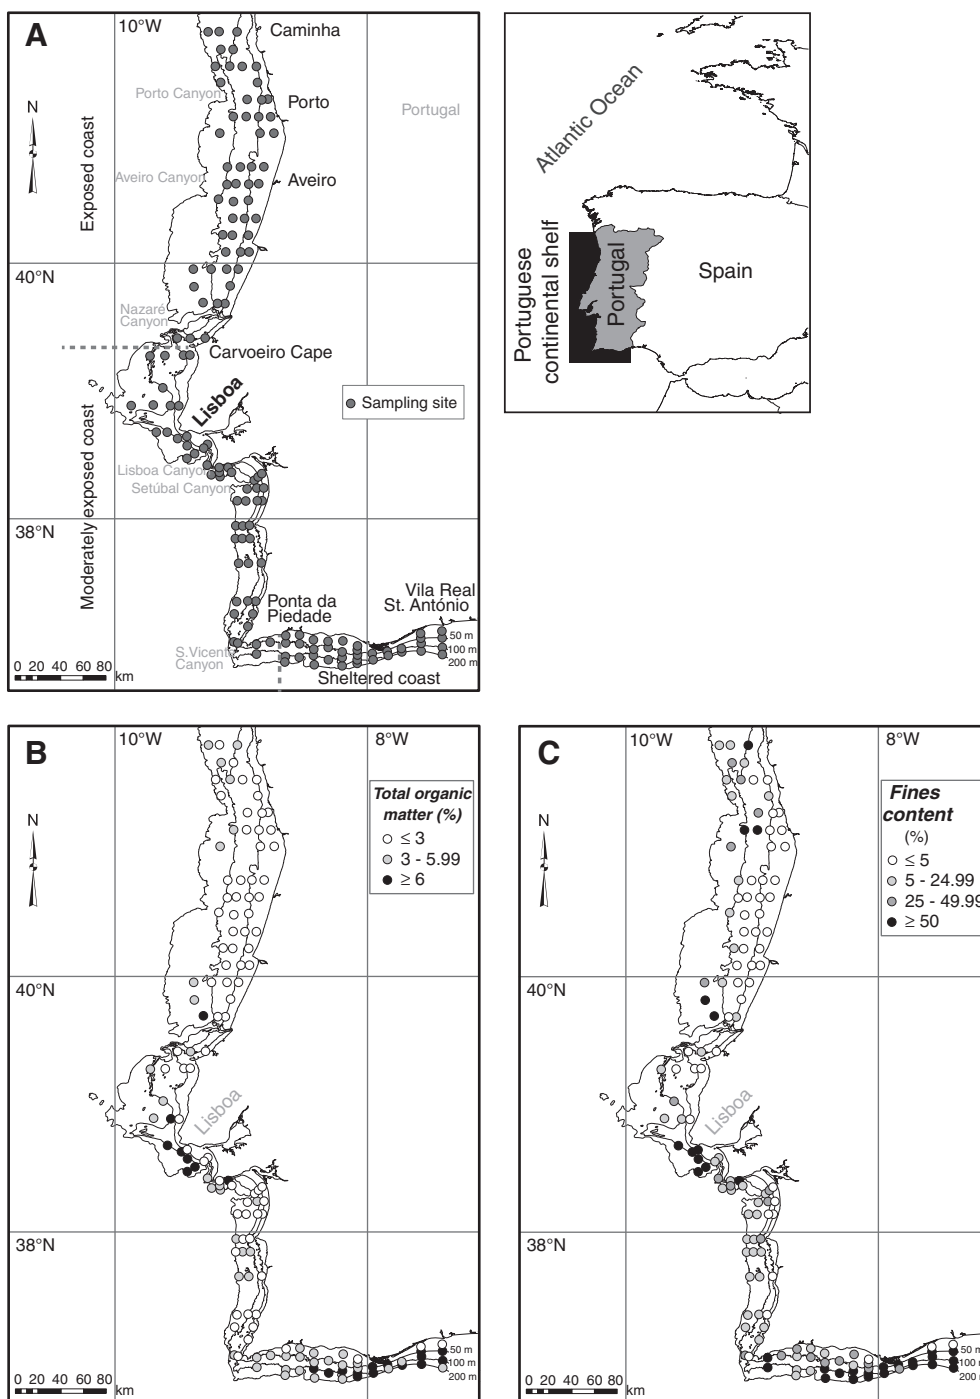 A
10°W
Caminha
Porto Canyon
Porto
Portugal
N
Exposed coast
Aveiro Canyon
Aveiro
40°N
Nazaré
Canyon
Carvoeiro Cape
Lisboa
Sampling site
Moderately exposed coast
Lisboa Canyon
Setúbal Canyon
38°N
Vila Real
St. António
Ponta da
Piedade
50 m
100 m
200 m
S.Vicente
Canyon
Sheltered coast
0 20 40 60 80
km
Atlantic Ocean
Portuguese
continental shelf
Portugal
Spain
B
10°W
8°W
Total organic
matter (%)
≤ 3
3 - 5.99
≥ 6
N
40°N
Lisboa
38°N
50 m
100 m
200 m
0 20 40 60 80
km
C
10°W
8°W
Fines
content
(%)
≤ 5
5 - 24.99
25 - 49.99
≥ 50
N
40°N
Lisboa
38°N
50 m
100 m
200 m
0 20 40 60 80
km